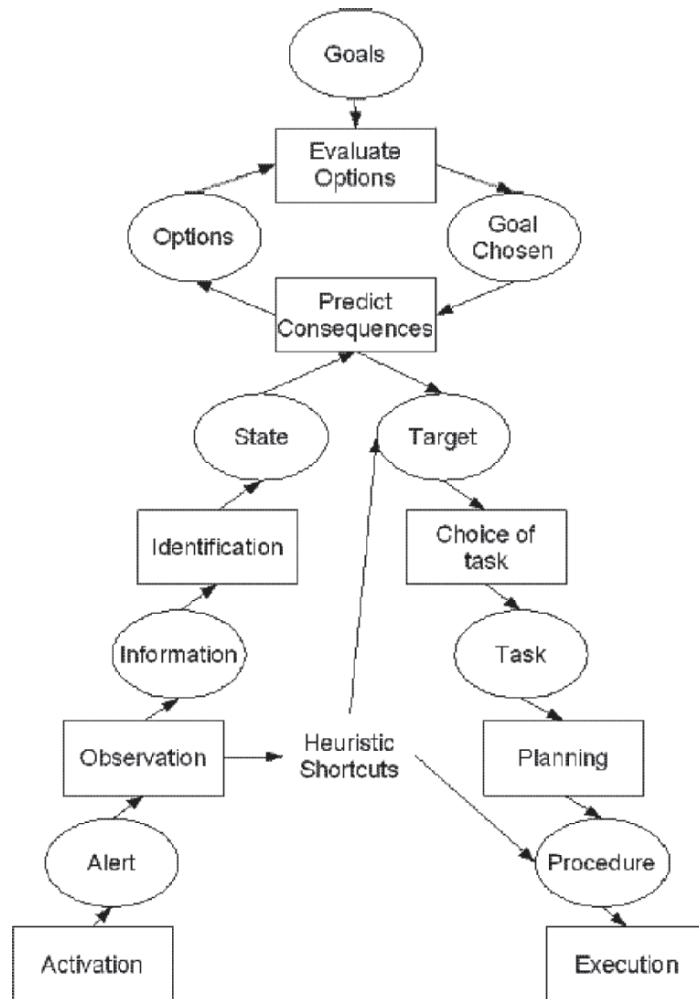 Goals
Evaluate
Options
Options
Goal
Chosen
Predict
Consequences
State
Target
Identification
Choice of
task
Information
Task
Observation
Heuristic
Shortcuts
Planning
Alert
Procedure
Activation
Execution